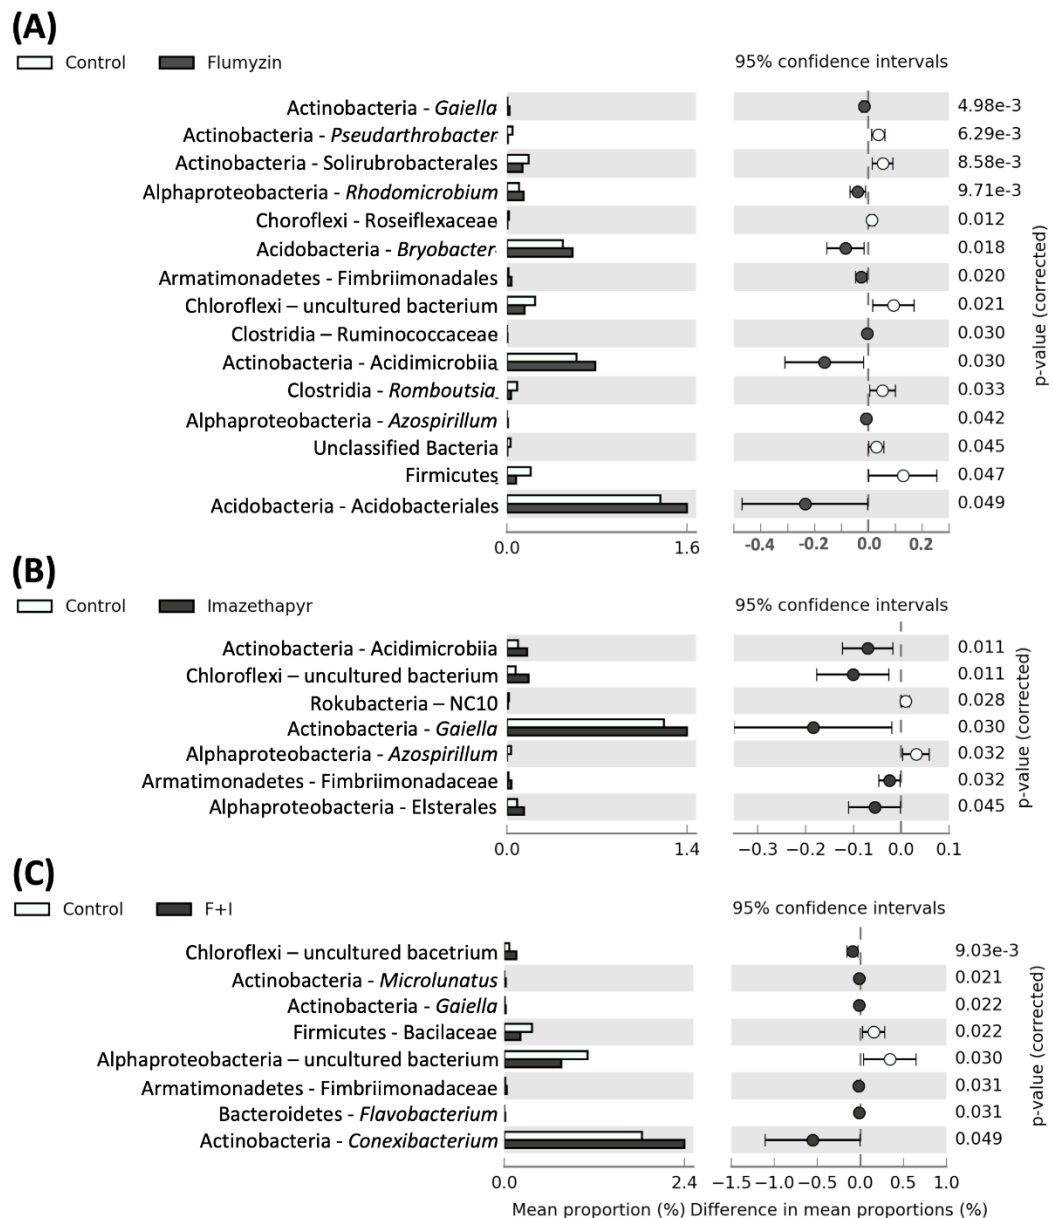 (A)
Control Flumyzin 95% confidence intervals
Actinobacteria - Gaiella 4.98e-3
Actinobacteria - Pseudarthrobacter 6.29e-3
Actinobacteria - Solirubrobacterales 8.58e-3
Alphaproteobacteria - Rhodomicrobium 9.71e-3
Choroflexi - Roseiflexaceae 0.012
Acidobacteria - Bryobacter 0.018
Armatimonadetes - Fimbriimonadales 0.020
Chloroflexi – uncultured bacterium 0.021
Clostridia – Ruminococcaceae 0.030
Actinobacteria - Acidimicrobiia 0.030
Clostridia - Romboutsia 0.033
Alphaproteobacteria - Azospirillum 0.042
Unclassified Bacteria 0.045
Firmicutes 0.047
Acidobacteria - Acidobacteriales 0.049
p-value (corrected)
0.0 1.6 -0.4 -0.2 0.0 0.2
(B)
Control Imazethapyr 95% confidence intervals
Actinobacteria - Acidimicrobiia 0.011
Chloroflexi – uncultured bacterium 0.011
Rokubacteria – NC10 0.028
Actinobacteria - Gaiella 0.030
Alphaproteobacteria - Azospirillum 0.032
Armatimonadetes - Fimbriimonadaceae 0.032
Alphaproteobacteria - Elsterales 0.045
p-value (corrected)
0.0 1.4 −0.3 −0.2 −0.1 0.0 0.1
(C)
Control F+I 95% confidence intervals
Chloroflexi – uncultured bacetrium 9.03e-3
Actinobacteria - Microlunatus 0.021
Actinobacteria - Gaiella 0.022
Firmicutes - Bacilaceae 0.022
Alphaproteobacteria – uncultured bacterium 0.030
Armatimonadetes - Fimbriimonadaceae 0.031
Bacteroidetes - Flavobacterium 0.031
Actinobacteria - Conexibacterium 0.049
p-value (corrected)
0.0 2.4 −1.5 −1.0 −0.5 0.0 0.5 1.0
Mean proportion (%) Difference in mean proportions (%)